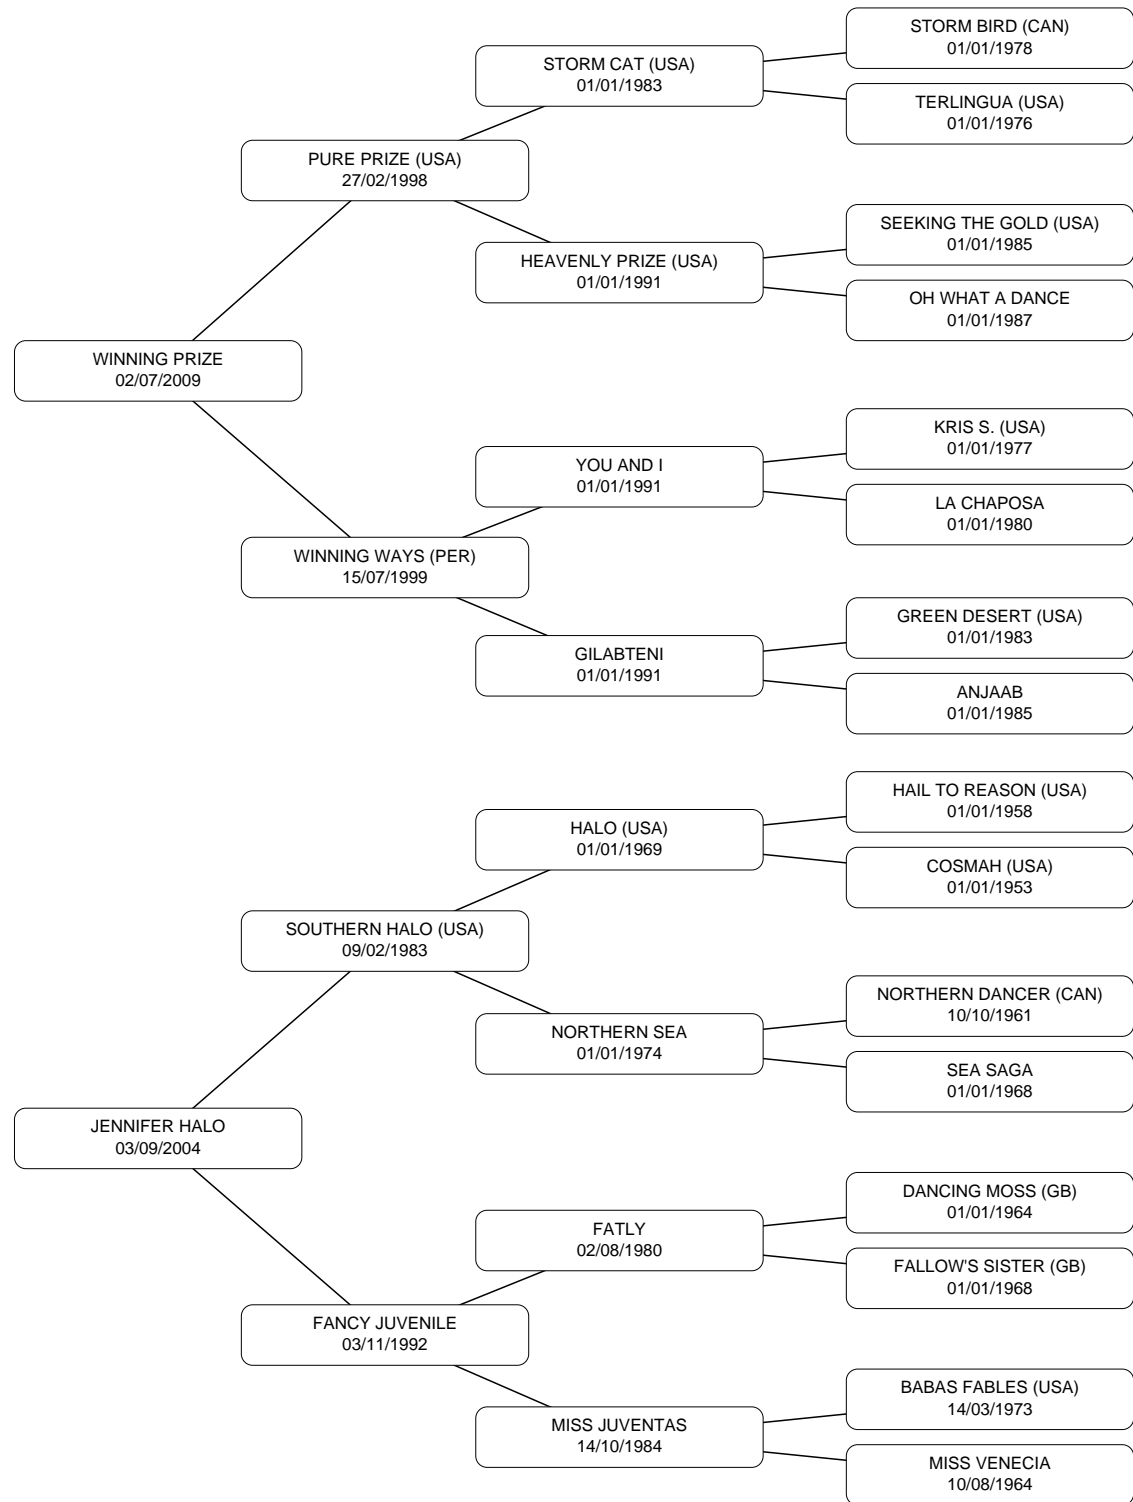 STORM BIRD (CAN)
01/01/1978
STORM CAT (USA)
01/01/1983
TERLINGUA (USA)
01/01/1976
PURE PRIZE (USA)
27/02/1998
SEEKING THE GOLD (USA)
01/01/1985
HEAVENLY PRIZE (USA)
01/01/1991
OH WHAT A DANCE
01/01/1987
WINNING PRIZE
02/07/2009
KRIS S. (USA)
01/01/1977
YOU AND I
01/01/1991
LA CHAPOSA
01/01/1980
WINNING WAYS (PER)
15/07/1999
GREEN DESERT (USA)
01/01/1983
GILABTENI
01/01/1991
ANJAAB
01/01/1985
HAIL TO REASON (USA)
01/01/1958
HALO (USA)
01/01/1969
COSMAH (USA)
01/01/1953
SOUTHERN HALO (USA)
09/02/1983
NORTHERN DANCER (CAN)
10/10/1961
NORTHERN SEA
01/01/1974
SEA SAGA
01/01/1968
JENNIFER HALO
03/09/2004
DANCING MOSS (GB)
01/01/1964
FATLY
02/08/1980
FALLOW'S SISTER (GB)
01/01/1968
FANCY JUVENILE
03/11/1992
BABAS FABLES (USA)
14/03/1973
MISS JUVENTAS
14/10/1984
MISS VENECIA
10/08/1964